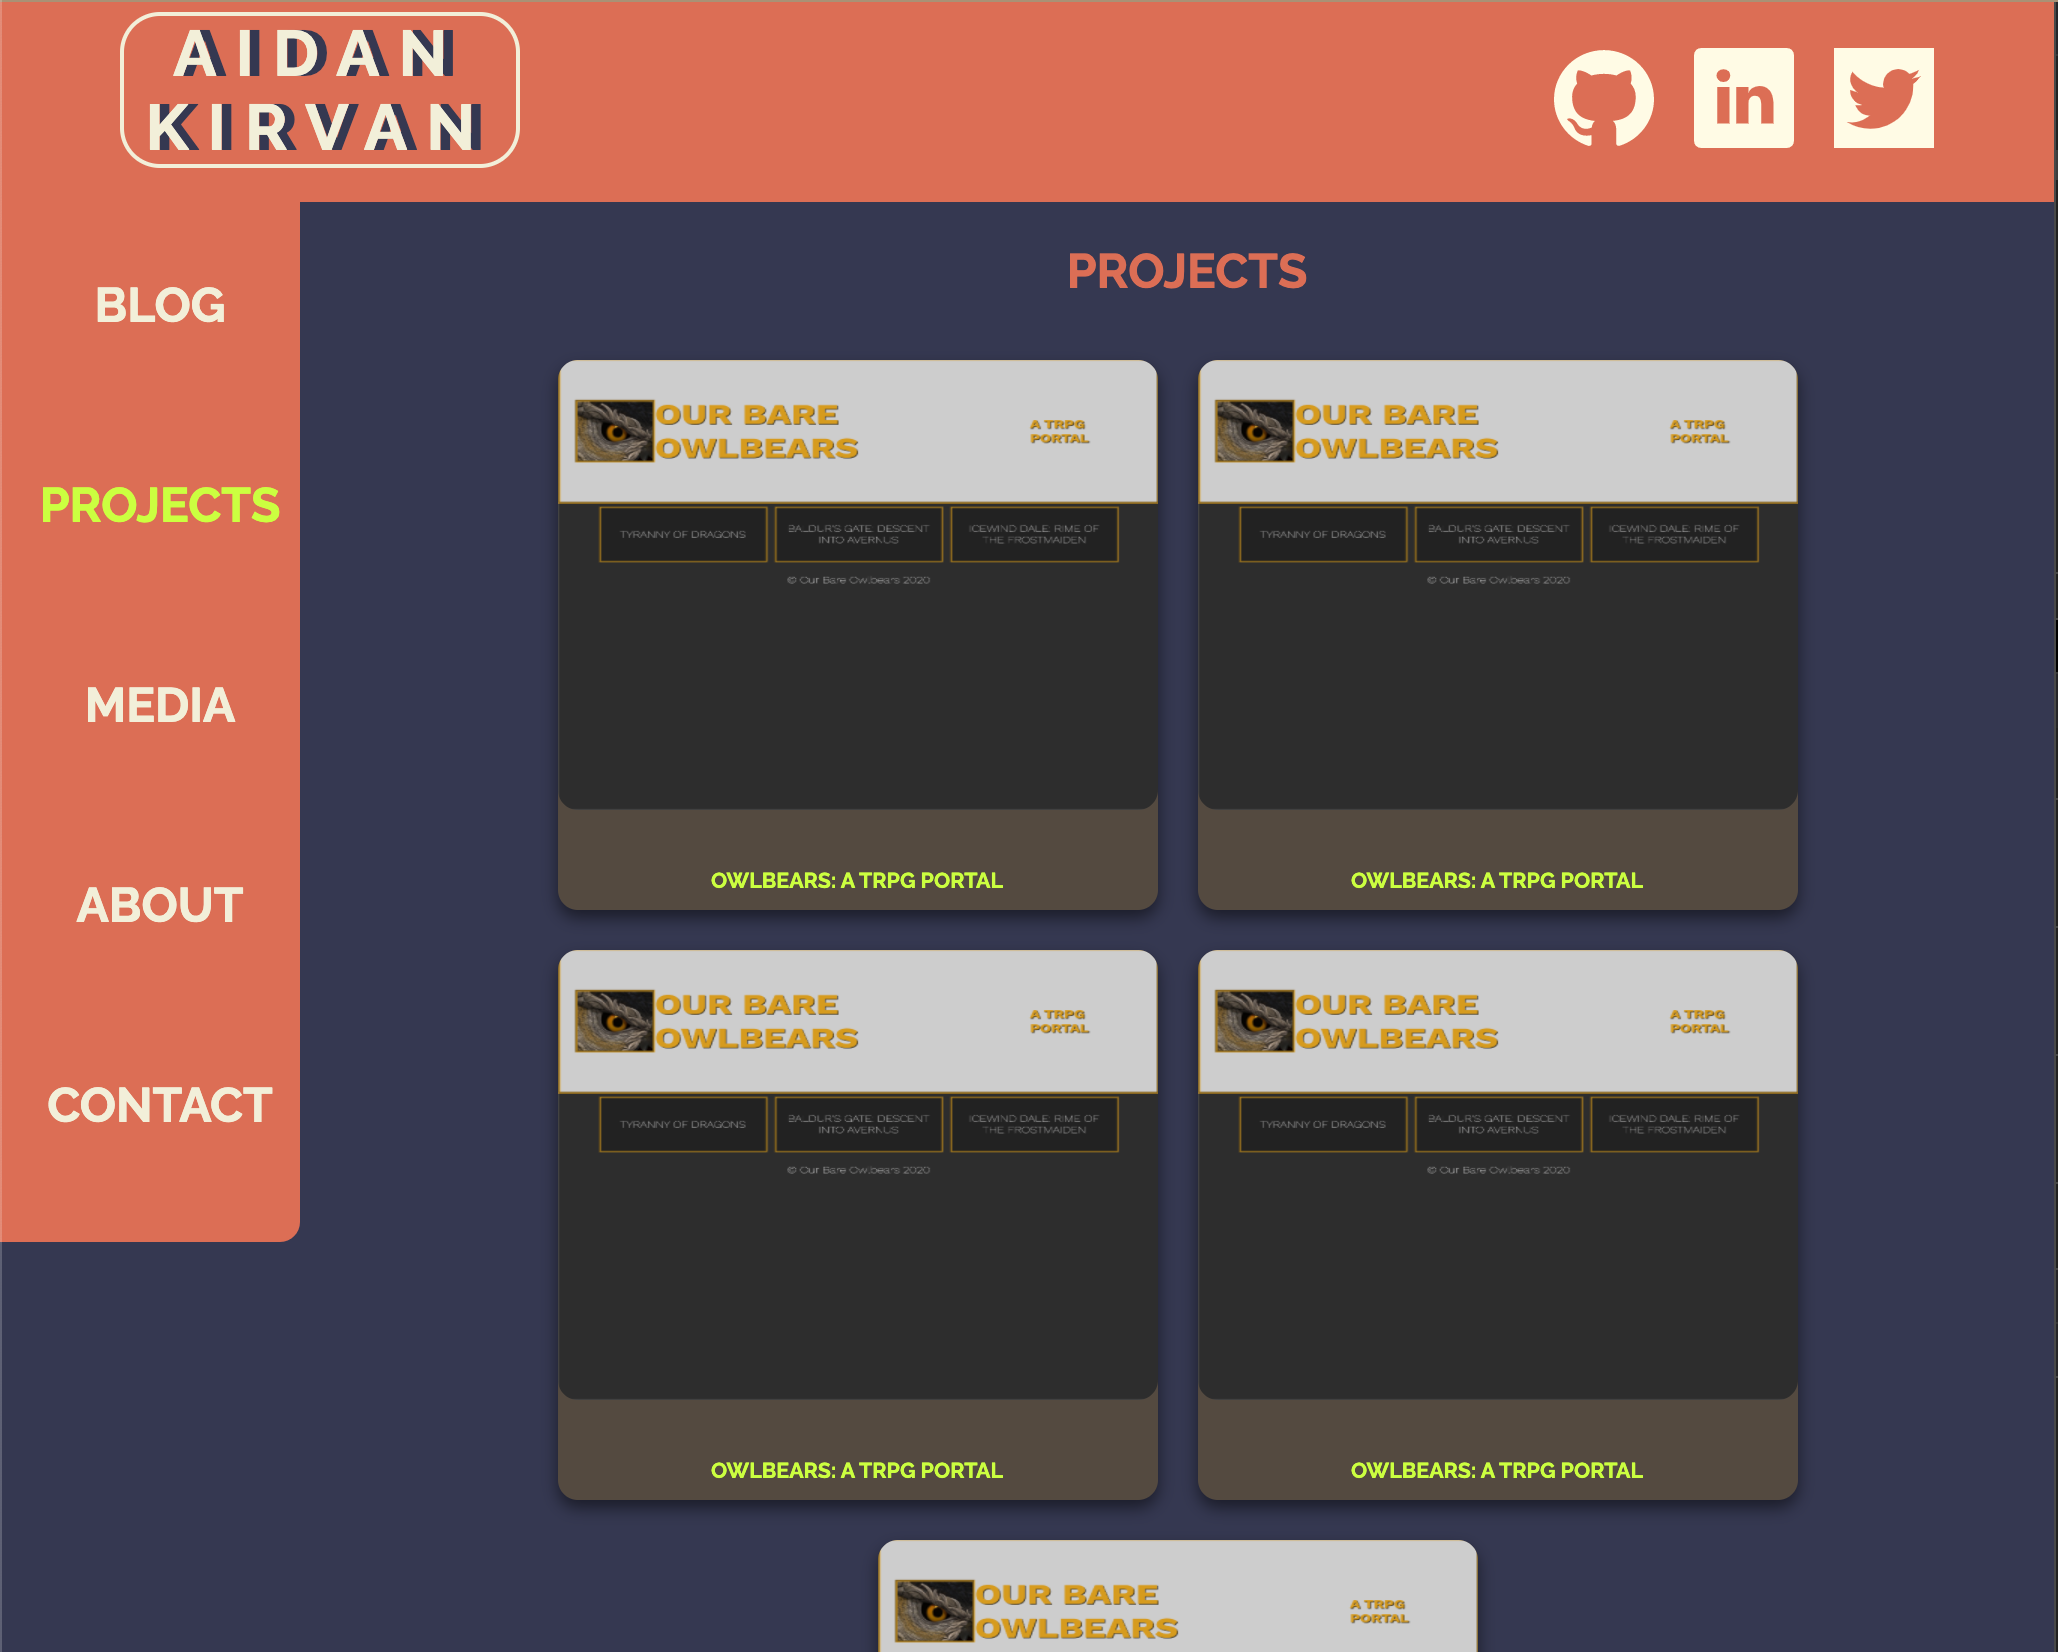 AIDAN
KIRVAN
in
BLOG
PROJECTS
MEDIA
ABOUT
CONTACT
PROJECTS
OUR BARE
OWLBEARS
A TRPG
PORTAL
TYRANNY OF DRAGONS
BALDUR'S GATE: DESCENT
INTO AVERNUS
ICEWIND DALE: RIME OF
THE FROSTMAIDEN
© Our Bare Owlbears 2020
OWLBEARS: A TRPG PORTAL
OUR BARE
OWLBEARS
A TRPG
PORTAL
TYRANNY OF DRAGONS
BALDUR'S GATE: DESCENT
INTO AVERNUS
ICEWIND DALE: RIME OF
THE FROSTMAIDEN
© Our Bare Owlbears 2020
OWLBEARS: A TRPG PORTAL
OUR BARE
OWLBEARS
A TRPG
PORTAL
TYRANNY OF DRAGONS
BALDUR'S GATE: DESCENT
INTO AVERNUS
ICEWIND DALE: RIME OF
THE FROSTMAIDEN
© Our Bare Owlbears 2020
OWLBEARS: A TRPG PORTAL
OUR BARE
OWLBEARS
A TRPG
PORTAL
TYRANNY OF DRAGONS
BALDUR'S GATE: DESCENT
INTO AVERNUS
ICEWIND DALE: RIME OF
THE FROSTMAIDEN
© Our Bare Owlbears 2020
OWLBEARS: A TRPG PORTAL
OUR BARE
OWLBEARS
A TRPG
PORTAL